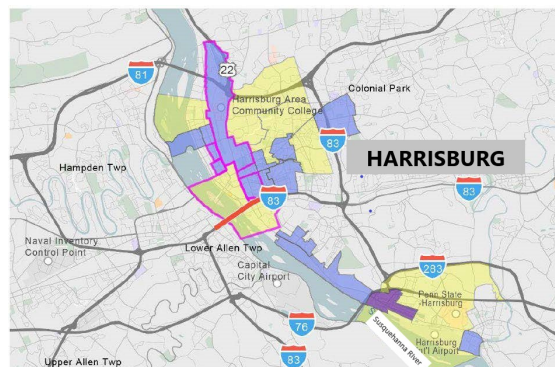 22
81
Colonial Park
Harrisburg Area
Community College
83
HARRISBURG
Hampden Twp
83
83
Naval Inventory
Control Point
Lower Allen Twp
Capital
City Airport
283
Penn State
Harrisburg
76
Susquehanna River
Harrisburg
Int'l Airport
Upper Allen Twp
83